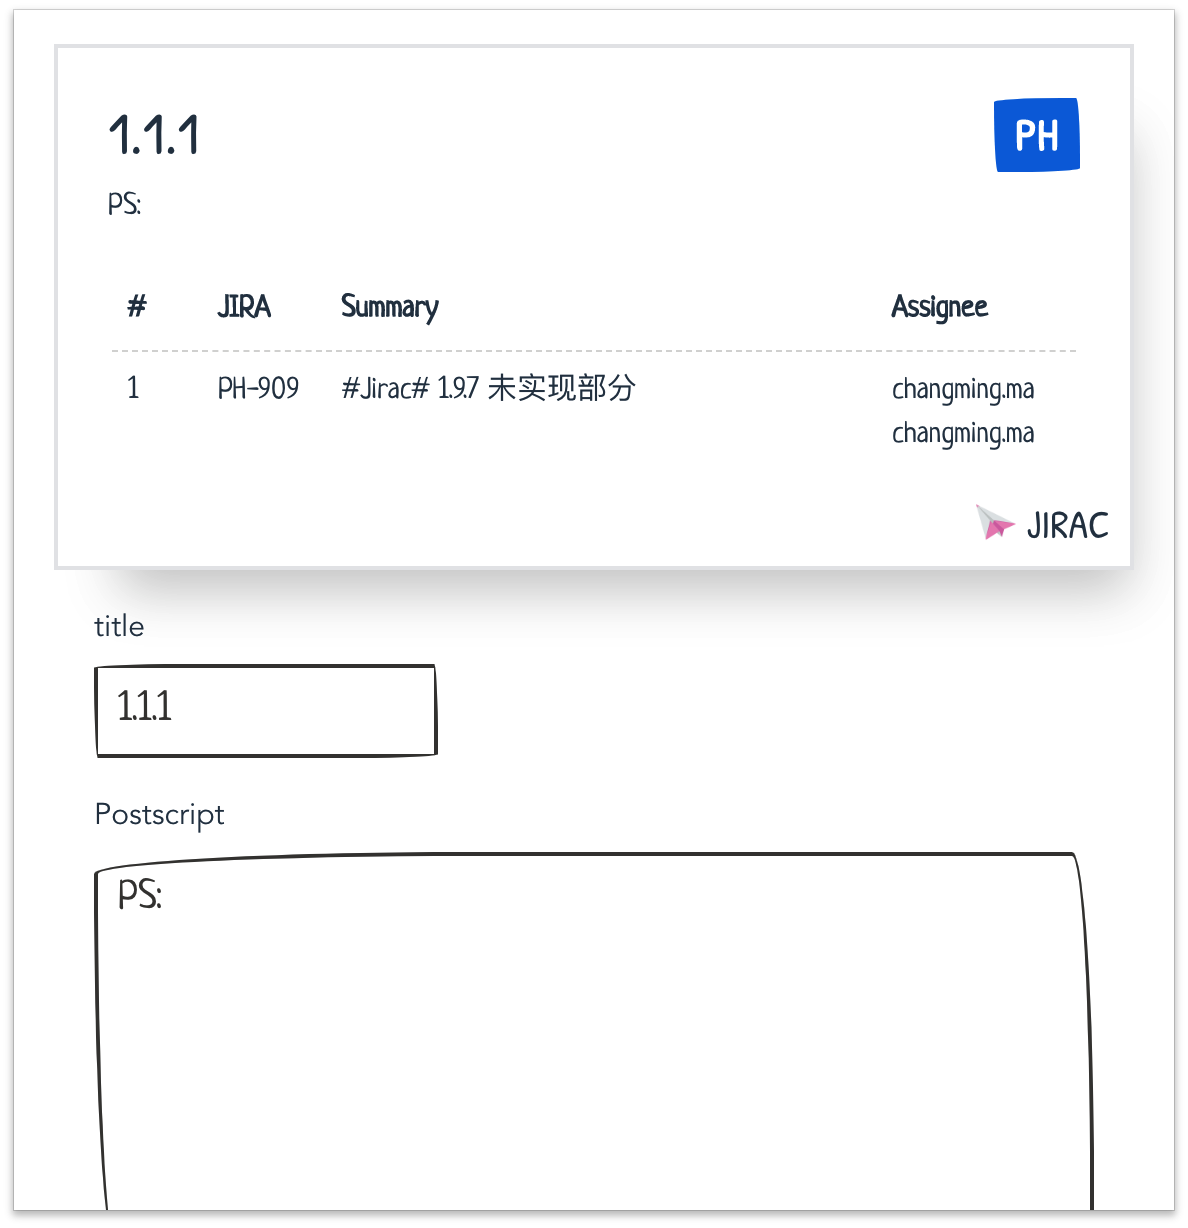 1.1.1
PH
PS:
# JIRA Summary Assignee
1 PH-909 #Jirac# 1.9.7 未实现部分 changming.ma
changming.ma
JIRAC
title
1.1.1
Postscript
PS: